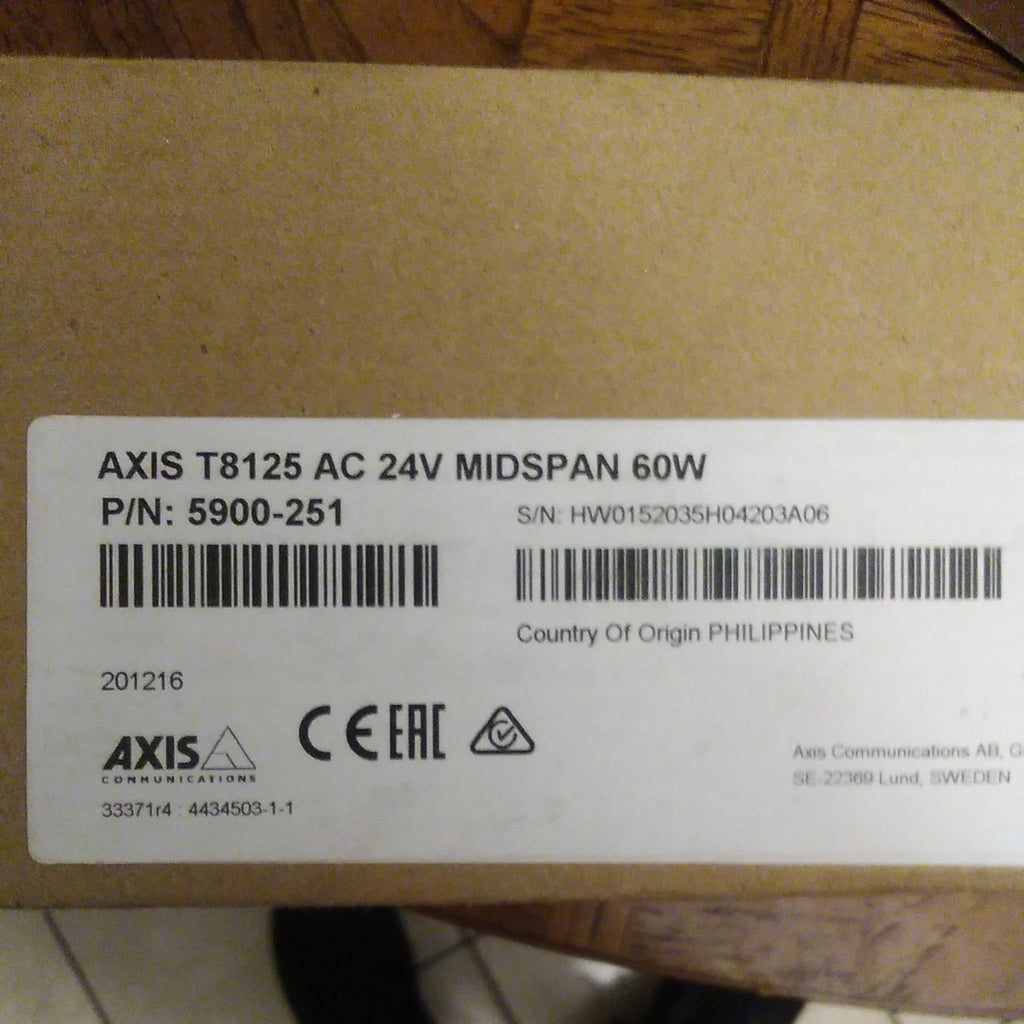 AXIS T8125 AC 24V MIDSPAN 60W
P/N: 5900-251
S/N: HW0152035H04203A06
Country Of Origin PHILIPPINES
201216
AXIS
COMMUNICATIONS
CE EAC
Axis Communications AB,
SE-22369 Lund, SWEDEN
33371r4 : 4434503-1-1